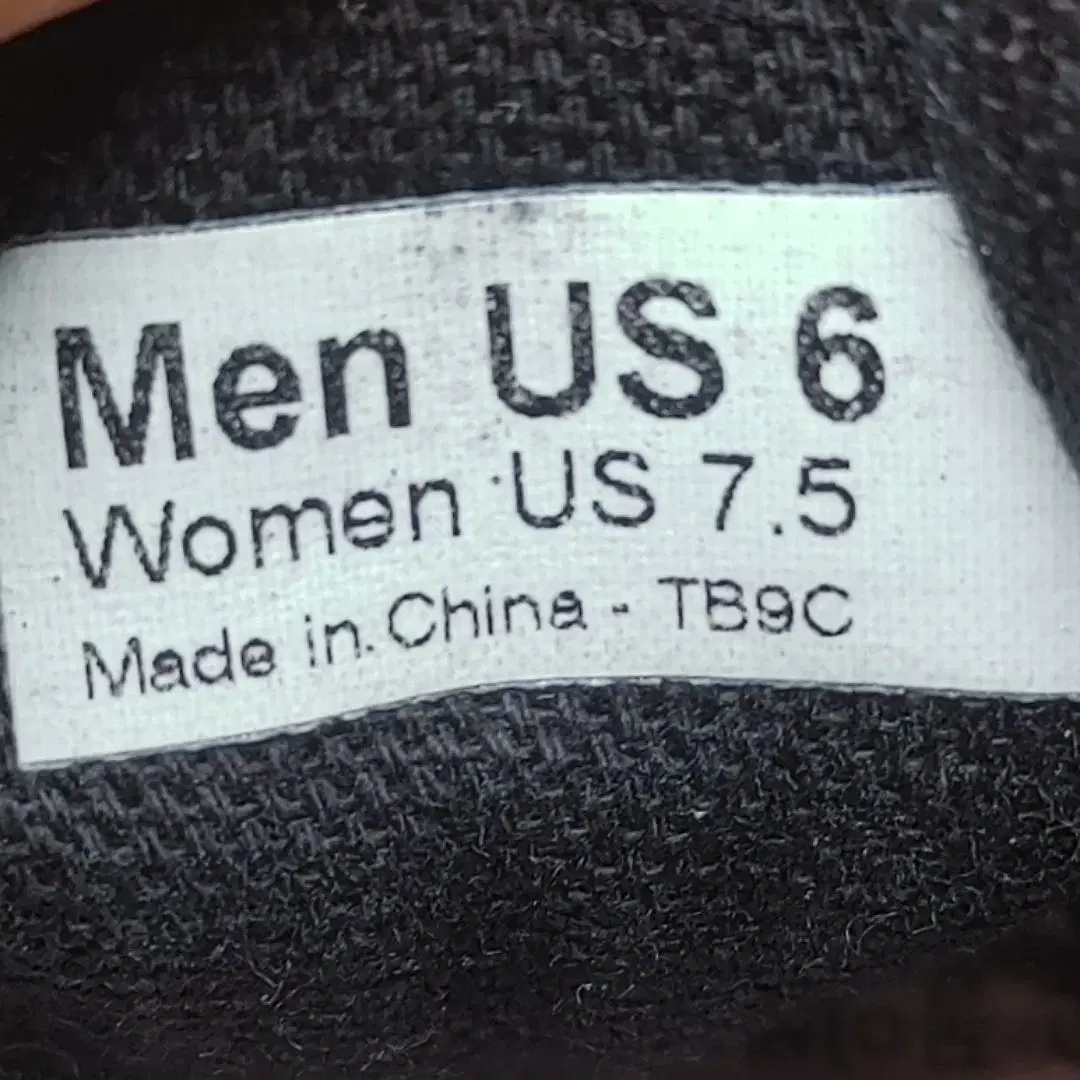 Men US 6
Women US 7.5
Made in China - TB9C